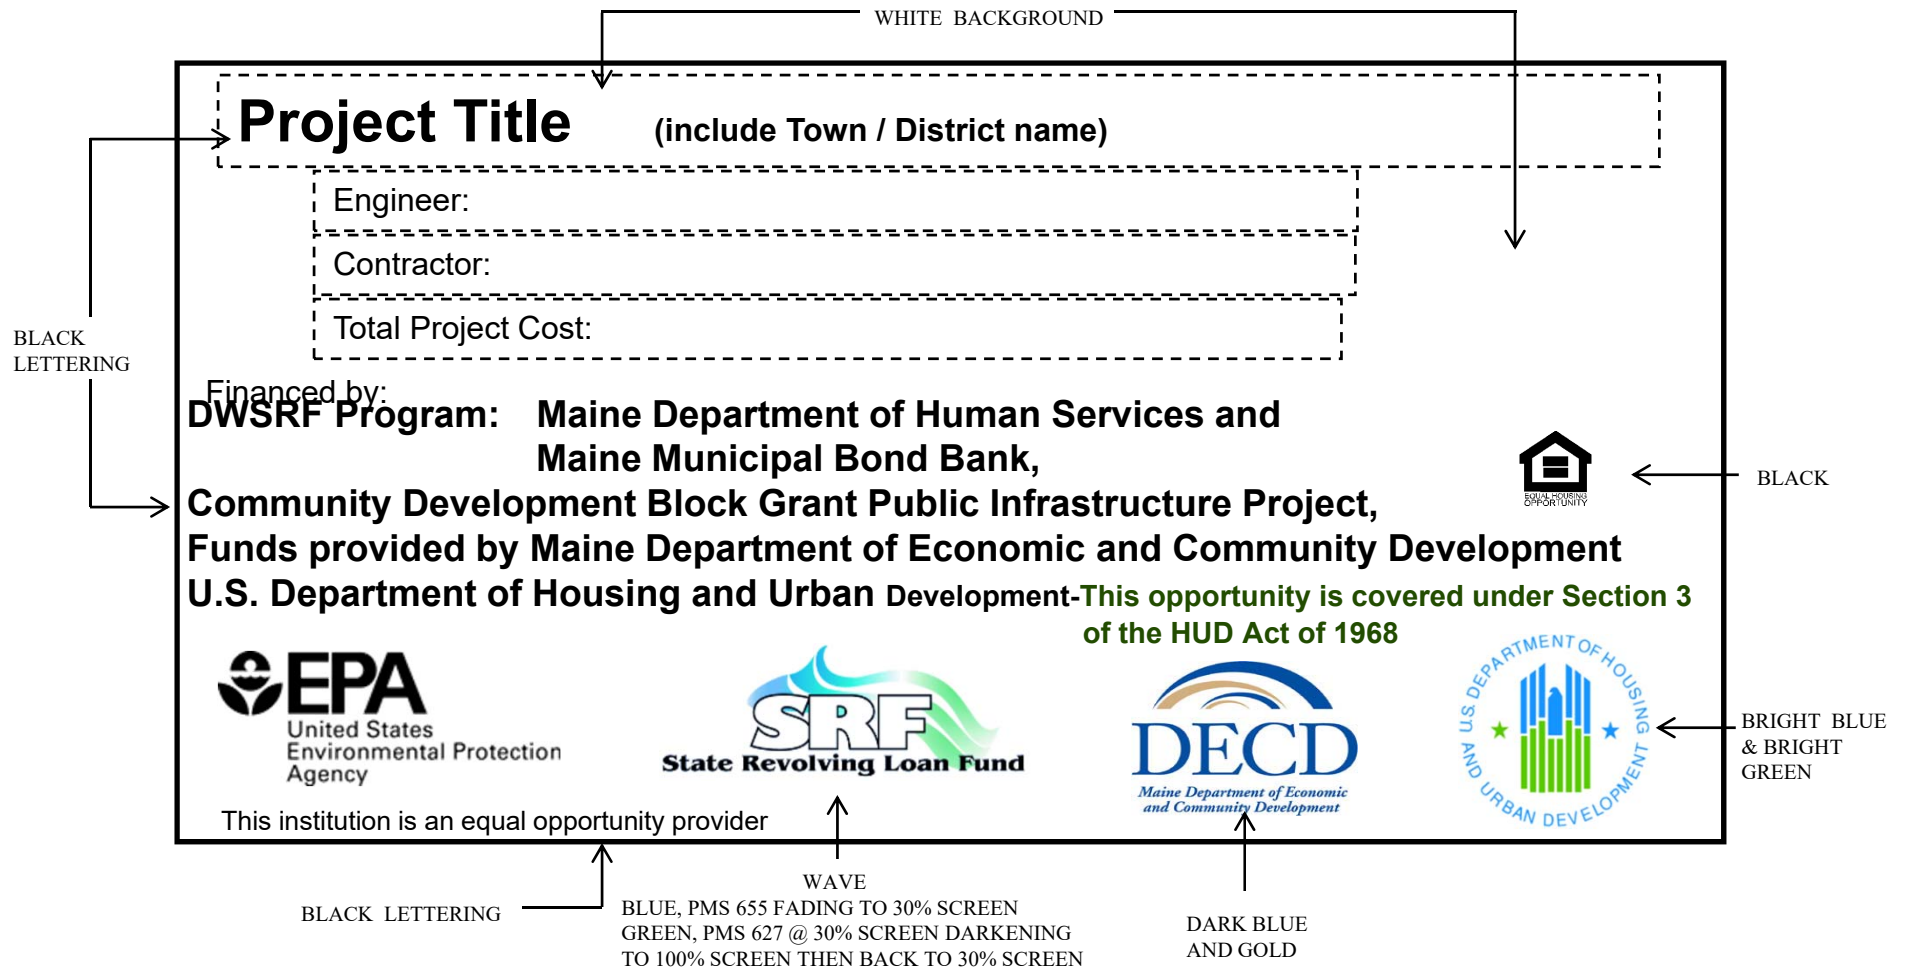 WHITE BACKGROUND
Project Title (include Town / District name)
Engineer:
Contractor:
Total Project Cost:
BLACK
LETTERING
Financed by:
DWSRF Program: Maine Department of Human Services and
Maine Municipal Bond Bank,
Community Development Block Grant Public Infrastructure Project,
Funds provided by Maine Department of Economic and Community Development
U.S. Department of Housing and Urban Development-This opportunity is covered under Section 3
of the HUD Act of 1968
EQUAL HOUSING
OPPORTUNITY
BLACK
EPA
United States
Environmental Protection
Agency
SRF
State Revolving Loan Fund
DECD
Maine Department of Economic
and Community Development
U.S. DEPARTMENT OF HOUSING
AND URBAN DEVELOPMENT
BRIGHT BLUE
& BRIGHT
GREEN
This institution is an equal opportunity provider
BLACK LETTERING
WAVE
BLUE, PMS 655 FADING TO 30% SCREEN
GREEN, PMS 627 @ 30% SCREEN DARKENING
TO 100% SCREEN THEN BACK TO 30% SCREEN
DARK BLUE
AND GOLD